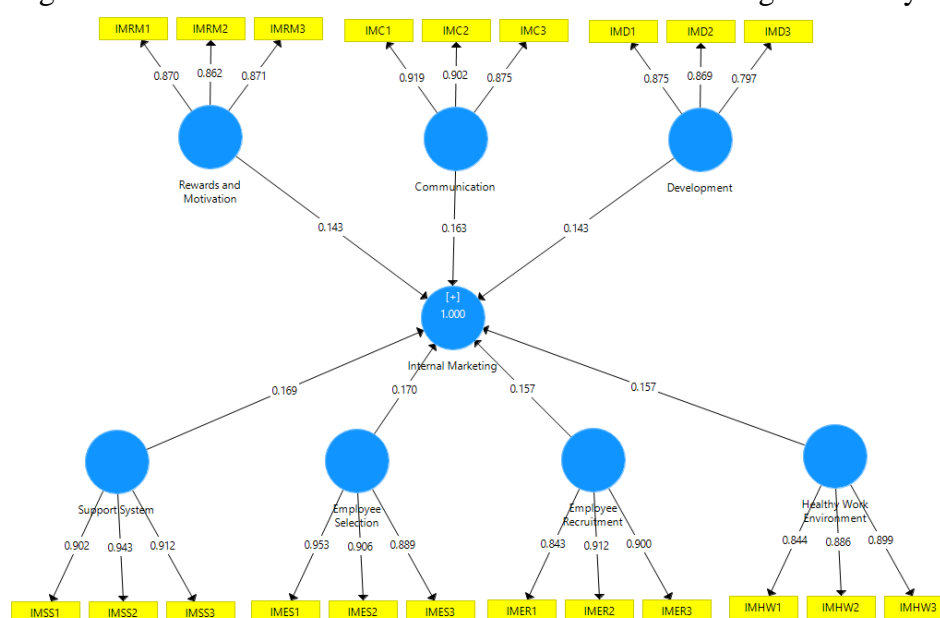 IMRM1 IMRM2 IMRM3 IMC1 IMC2 IMC3 IMD1 IMD2 IMD3
0.870 0.862 0.871 0.919 0.902 0.875 0.875 0.869 0.797
Rewards and
Motivation
Communication
Development
0.143 0.163 0.143
[+]
1.000
Internal Marketing
0.169 0.170 0.157 0.157
Support System
Employee
Selection
Employee
Recruitment
Healthy Work
Environment
0.902 0.943 0.912 0.953 0.906 0.889 0.843 0.912 0.900 0.844 0.886 0.899
IMSS1 IMSS2 IMSS3 IMES1 IMES2 IMES3 IMER1 IMER2 IMER3 IMHW1 IMHW2 IMHW3